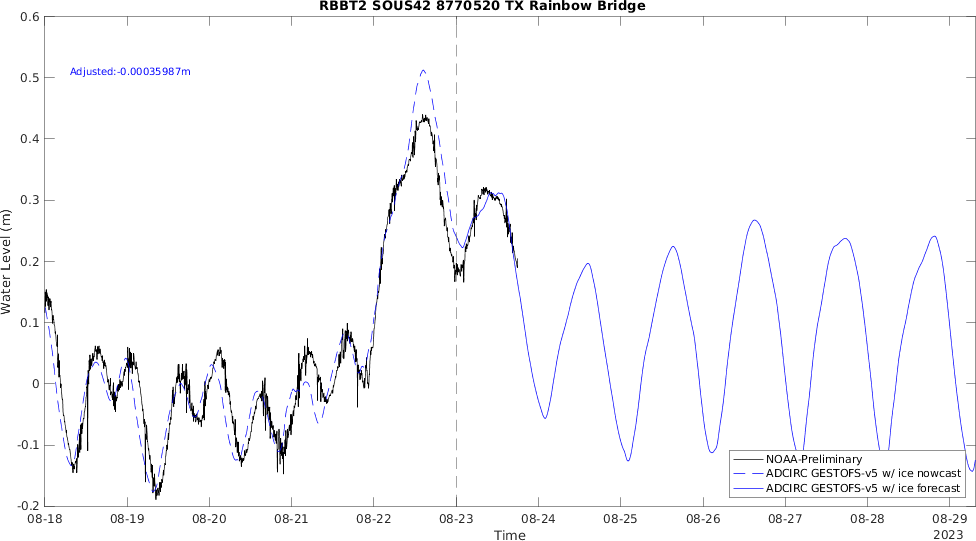 RBBT2 SOUS42 8770520 TX Rainbow Bridge
0.6
0.5
0.4
0.3
0.2
0.1
0
-0.1
-0.2
Water Level (m)
Adjusted:-0.00035987m
NOAA-Preliminary
ADCIRC GESTOFS-v5 w/ ice nowcast
ADCIRC GESTOFS-v5 w/ ice forecast
08-18 08-19 08-20 08-21 08-22 08-23 08-24 08-25 08-26 08-27 08-28 08-29
Time
2023